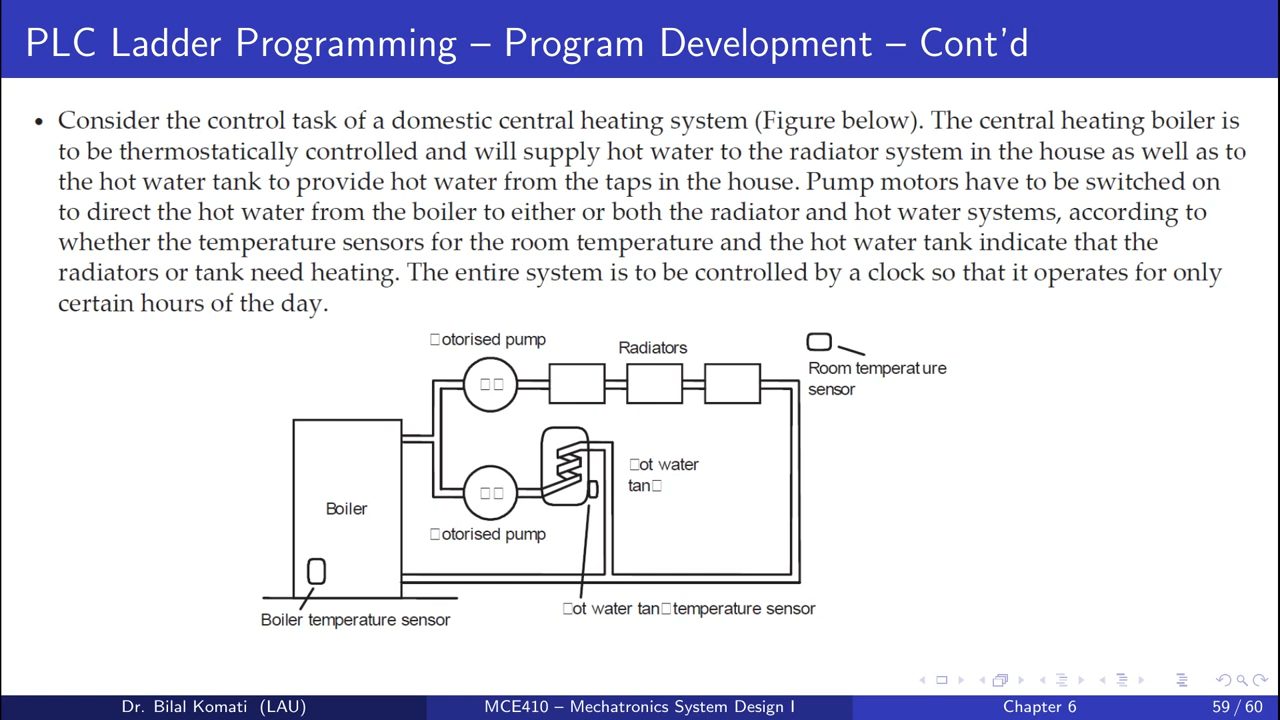 PLC Ladder Programming – Program Development – Cont'd
• Consider the control task of a domestic central heating system (Figure below). The central heating boiler is
to be thermostatically controlled and will supply hot water to the radiator system in the house as well as to
the hot water tank to provide hot water from the taps in the house. Pump motors have to be switched on
to direct the hot water from the boiler to either or both the radiator and hot water systems, according to
whether the temperature sensors for the room temperature and the hot water tank indicate that the
radiators or tank need heating. The entire system is to be controlled by a clock so that it operates for only
certain hours of the day.
□otorised pump
Radiators
Room temperature
sensor
□□
□ot water
tan□
□□
Boiler
□otorised pump
□ot water tan□ temperature sensor
Boiler temperature sensor
Dr. Bilal Komati (LAU)
MCE410 – Mechatronics System Design I
Chapter 6
59 / 60